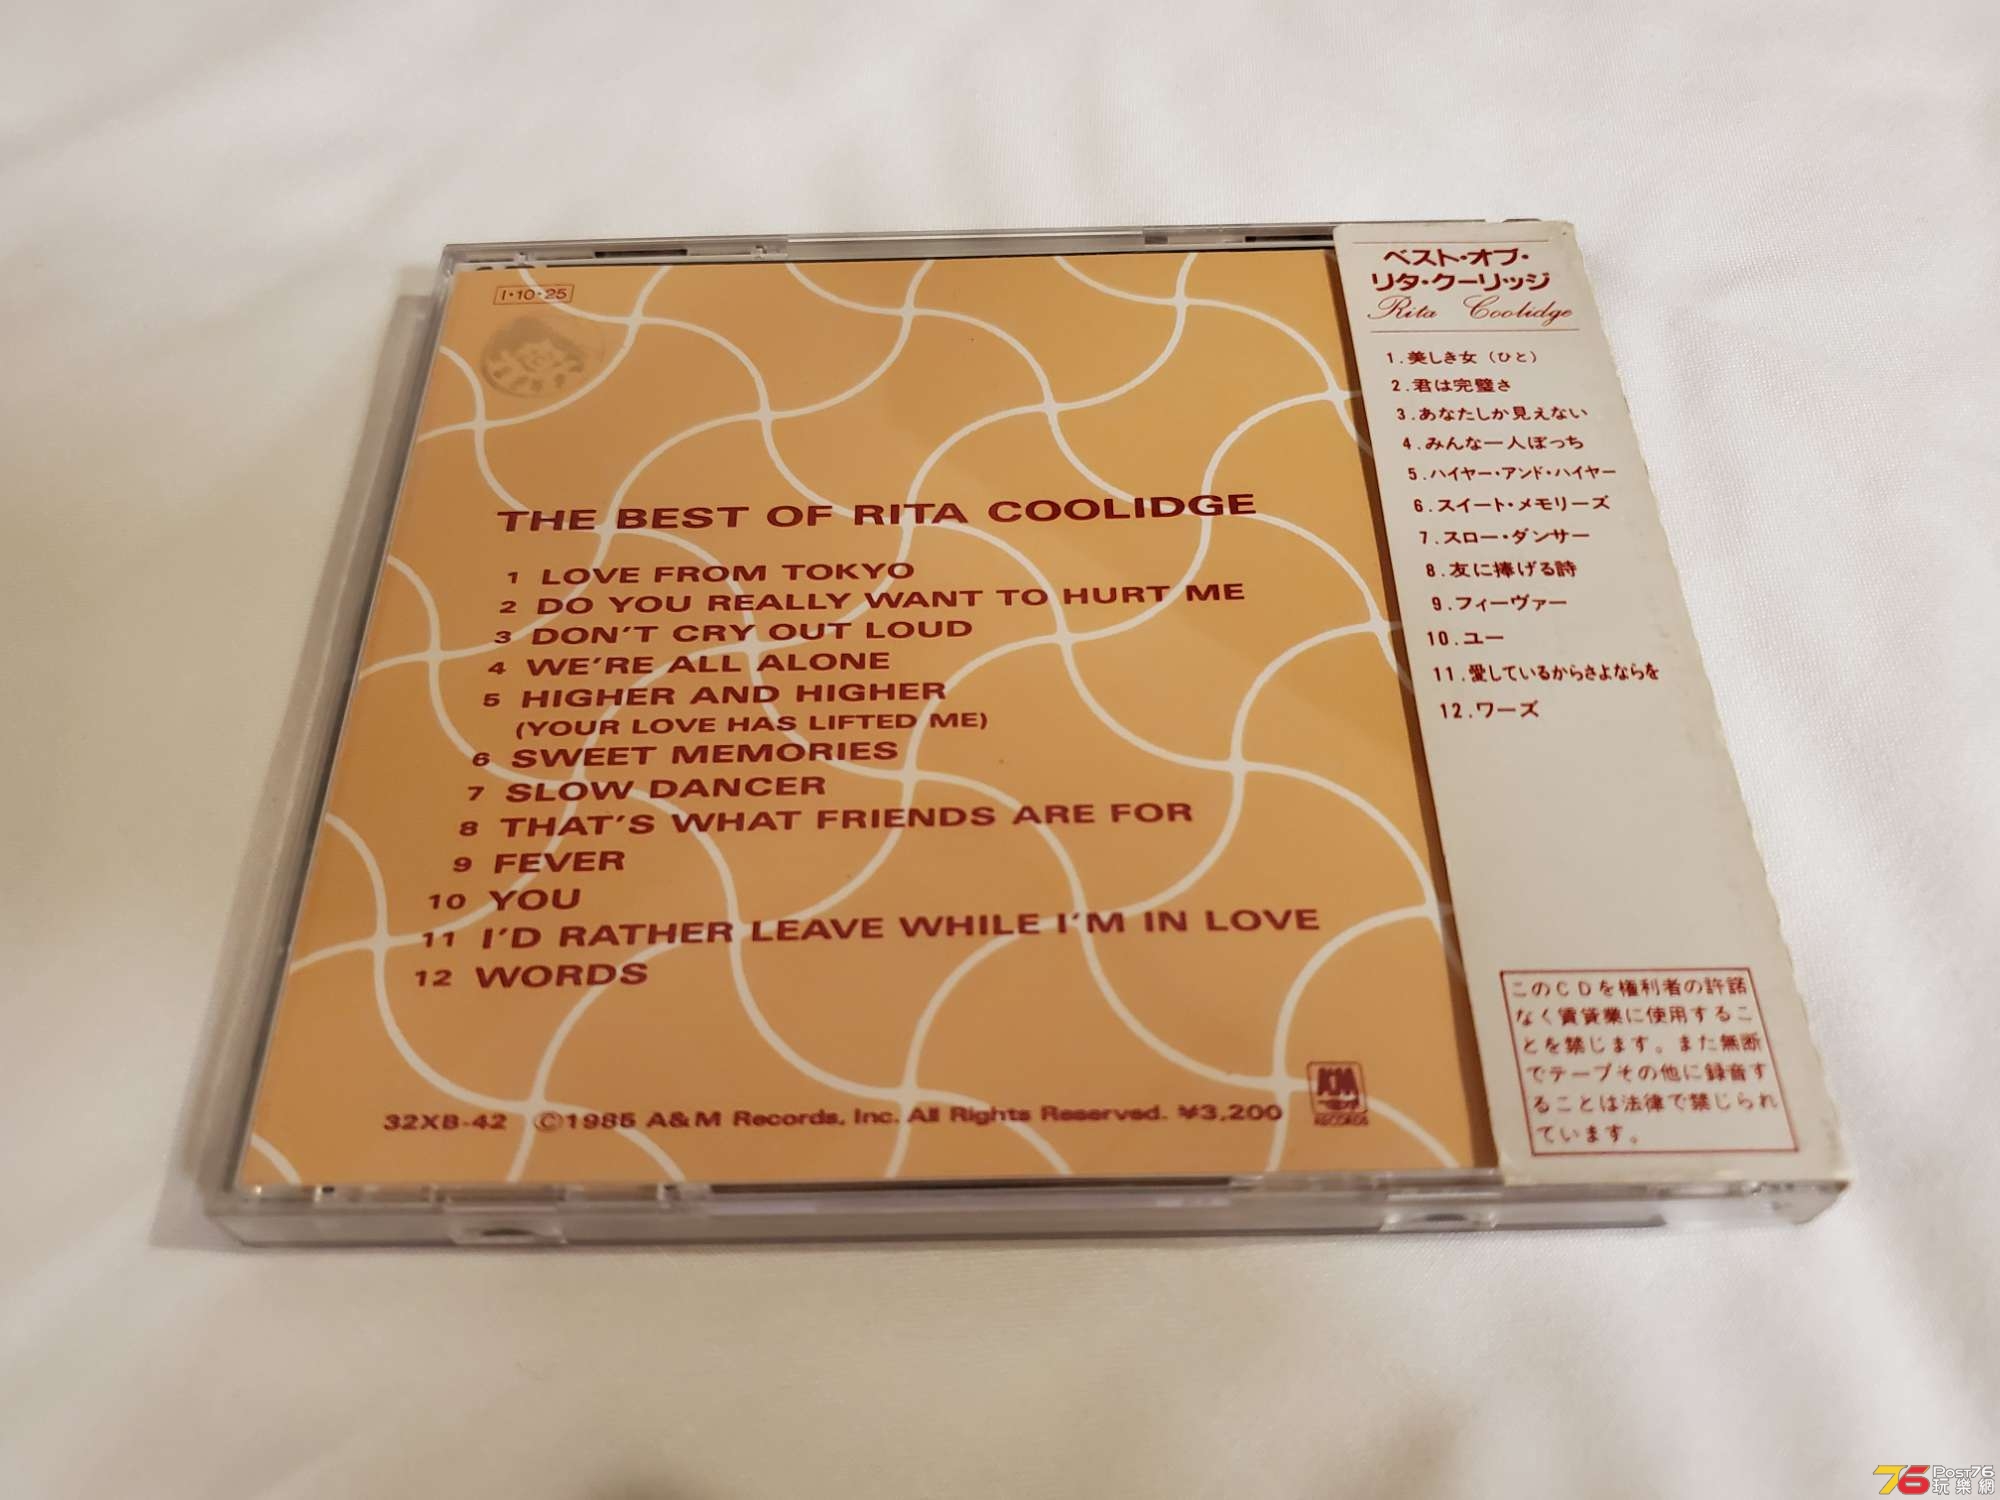 I・10・25
THE BEST OF RITA COOLIDGE
1 LOVE FROM TOKYO
2 DO YOU REALLY WANT TO HURT ME
3 DON'T CRY OUT LOUD
4 WE'RE ALL ALONE
5 HIGHER AND HIGHER
(YOUR LOVE HAS LIFTED ME)
6 SWEET MEMORIES
7 SLOW DANCER
8 THAT'S WHAT FRIENDS ARE FOR
9 FEVER
10 YOU
11 I'D RATHER LEAVE WHILE I'M IN LOVE
12 WORDS
32XB-42 ©1985 A&M Records, Inc. All Rights Reserved. ¥3,200
A&M
RECORDS
ベスト・オブ・
リタ・クーリッジ
Rita Coolidge
1.美しき女（ひと）
2.君は完璧さ
3.あなたしか見えない
4.みんな一人ぼっち
5.ハイヤー・アンド・ハイヤー
6.スイート・メモリーズ
7.スロー・ダンサー
8.友に捧げる詩
9.フィーヴァー
10.ユー
11.愛しているからさよならを
12.ワーズ
このCDを権利者の許諾
なく賃貸業に使用するこ
とを禁じます。また無断
でテープその他に録音す
ることは法律で禁じられ
ています。
76 Post76
玩樂網